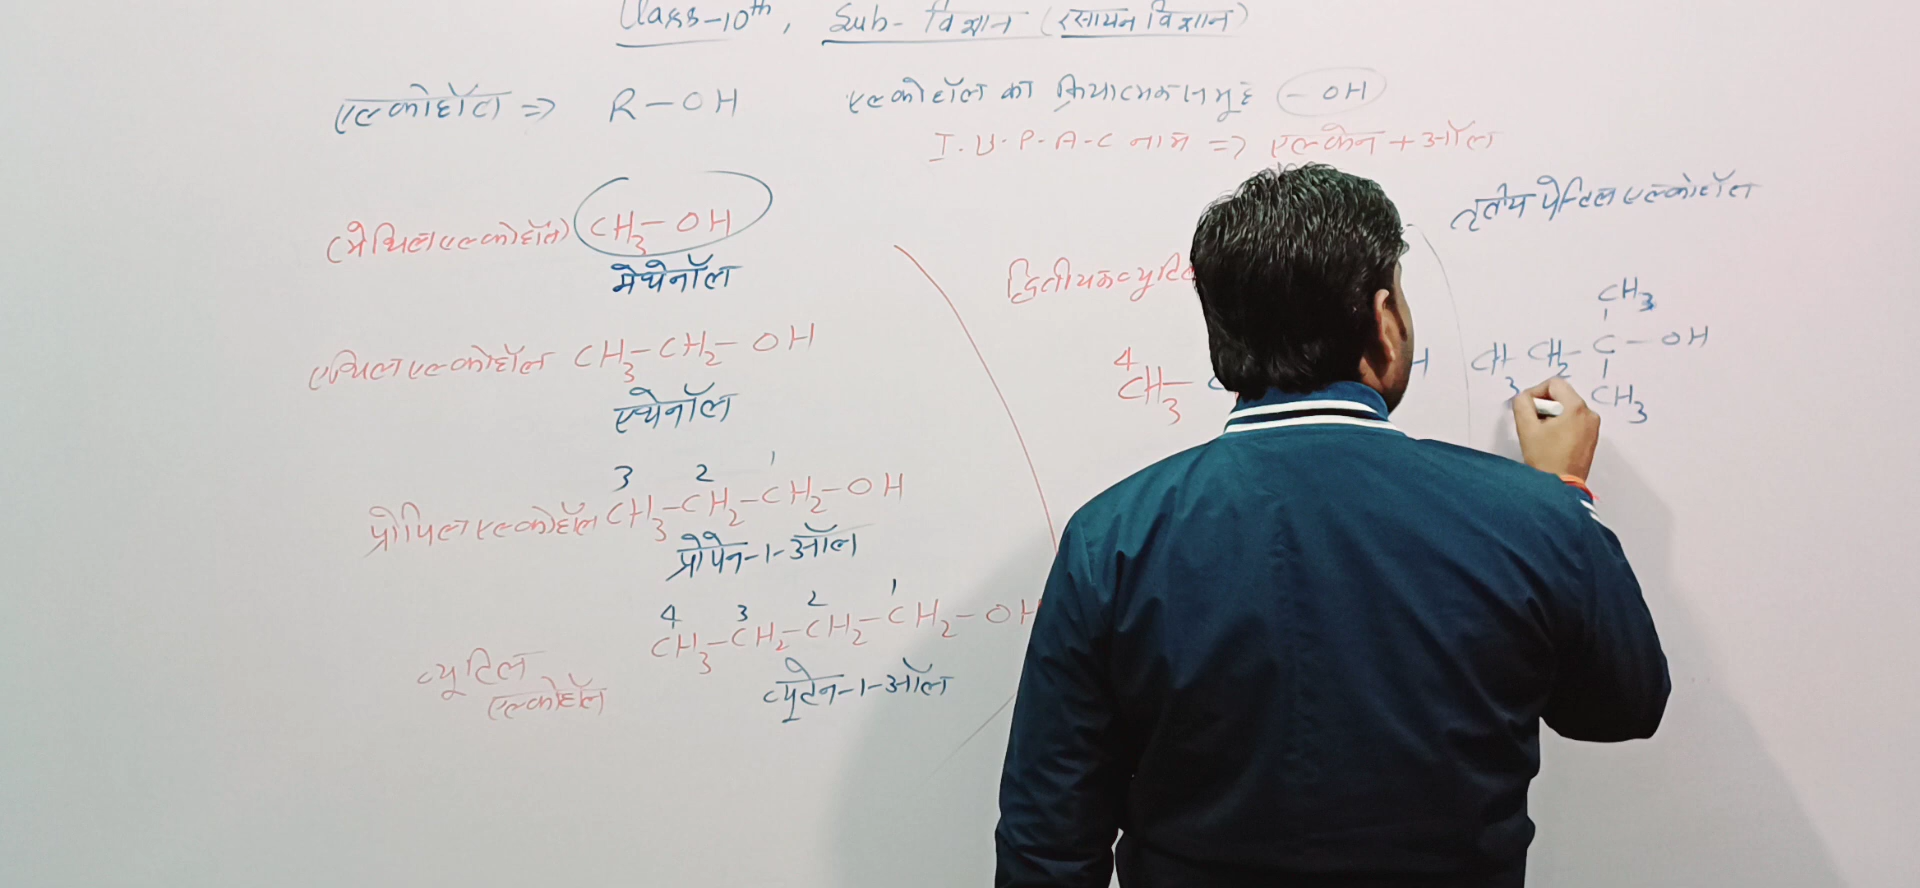 Class-10th, Sub- विज्ञान (रसायन विज्ञान)
एल्कोहॉल => R-OH
एल्कोहॉल का क्रियात्मक समूह -OH
I.U.P.A.C नाम => एल्केन + ऑल
(मेथिल एल्कोहॉल) CH3-OH
मेथेनॉल
एथिल एल्कोहॉल CH3-CH2-OH
एथेनॉल
3 2 1
प्रोपिल एल्कोहॉल CH3-CH2-CH2-OH
प्रोपेन-1-ऑल
4 3 2 1
CH3-CH2-CH2-CH2-OH
ब्यूटिल
एल्कोहॉल
ब्यूटेन-1-ऑल
द्वितीयक
4
CH3-
H
तृतीय पेन्टिल एल्कोहॉल
CH3
CH3 CH2-C-OH
CH3